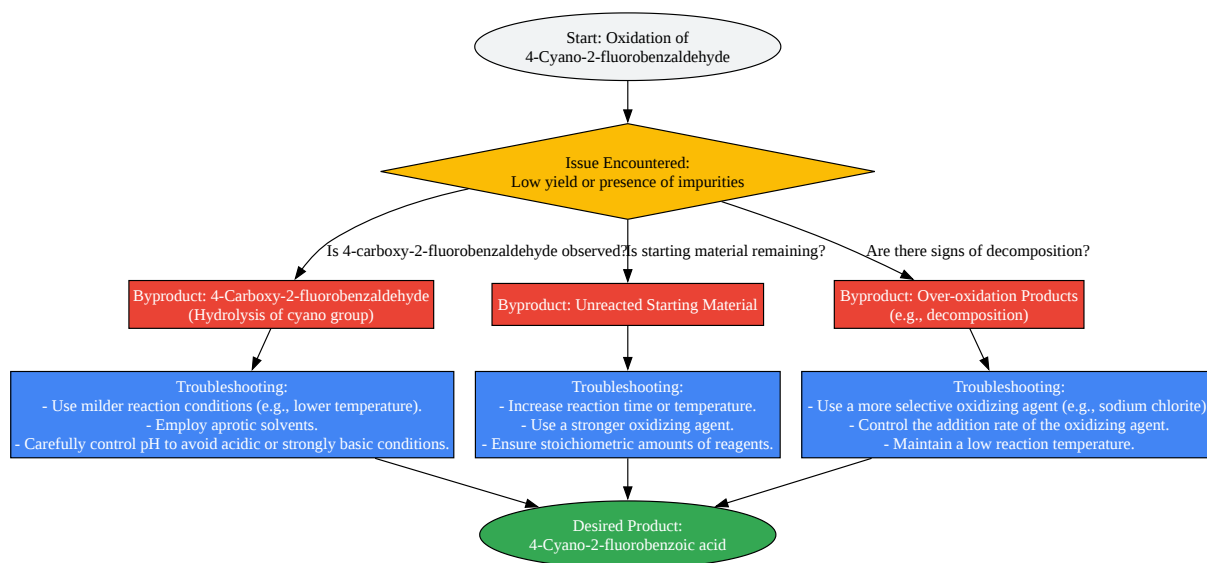 Start: Oxidation of
4-Cyano-2-fluorobenzaldehyde
Issue Encountered:
Low yield or presence of impurities
Is 4-carboxy-2-fluorobenzaldehyde observed?
Is starting material remaining?
Are there signs of decomposition?
Byproduct: 4-Carboxy-2-fluorobenzaldehyde
(Hydrolysis of cyano group)
Byproduct: Unreacted Starting Material
Byproduct: Over-oxidation Products
(e.g., decomposition)
Troubleshooting:
- Use milder reaction conditions (e.g., lower temperature).
- Employ aprotic solvents.
- Carefully control pH to avoid acidic or strongly basic conditions.
Troubleshooting:
- Increase reaction time or temperature.
- Use a stronger oxidizing agent.
- Ensure stoichiometric amounts of reagents.
Troubleshooting:
- Use a more selective oxidizing agent (e.g., sodium chlorite)
- Control the addition rate of the oxidizing agent.
- Maintain a low reaction temperature.
Desired Product:
4-Cyano-2-fluorobenzoic acid